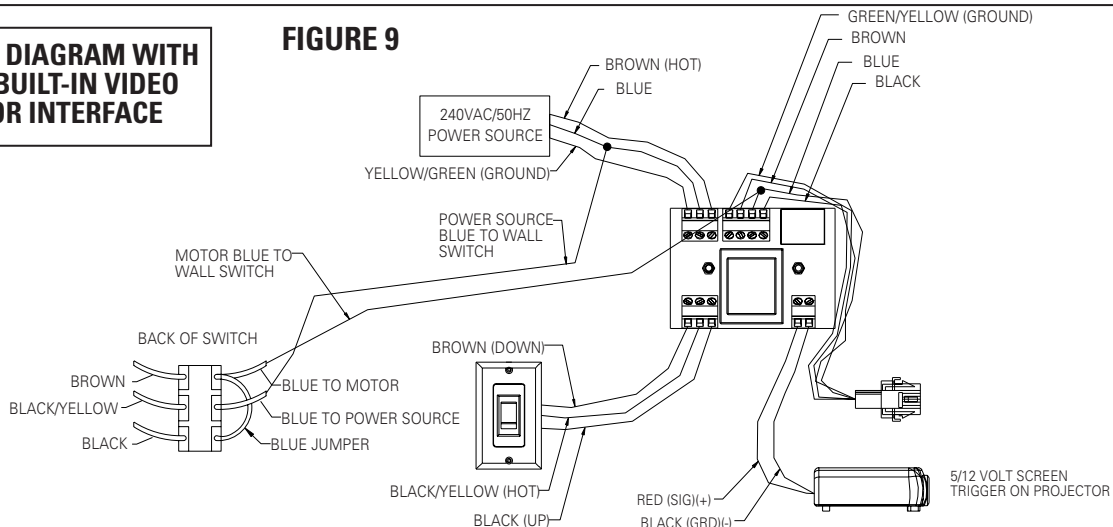 DIAGRAM WITH
BUILT-IN VIDEO
OR INTERFACE
FIGURE 9
GREEN/YELLOW (GROUND)
BROWN
BLUE
BLACK
BROWN (HOT)
BLUE
240VAC/50HZ
POWER SOURCE
YELLOW/GREEN (GROUND)
POWER SOURCE
BLUE TO WALL
SWITCH
MOTOR BLUE TO
WALL SWITCH
BACK OF SWITCH
BROWN
BLACK/YELLOW
BLACK
BLUE TO MOTOR
BLUE TO POWER SOURCE
BLUE JUMPER
BROWN (DOWN)
BLACK/YELLOW (HOT)
BLACK (UP)
RED (SIG)(+)
BLACK (GRD)(-)
5/12 VOLT SCREEN
TRIGGER ON PROJECTOR